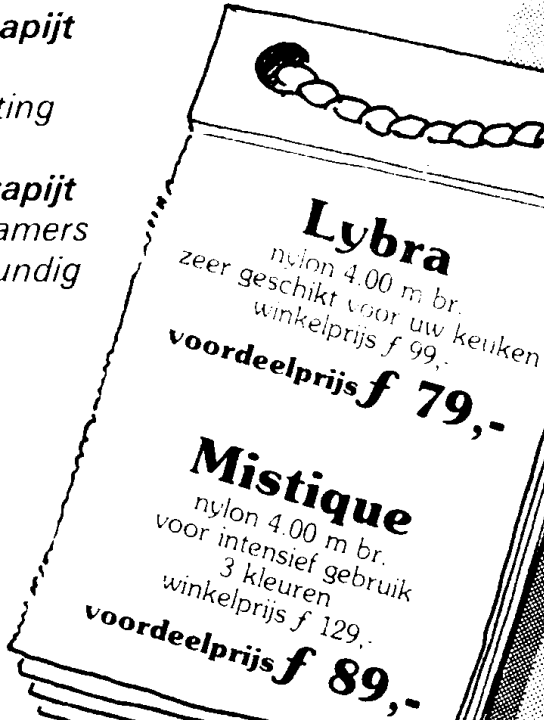 apijt
ting
apijt
amers
undig
Lybra
nylon 4.00 m br.
zeer geschikt voor uw keuken
winkelprijs f 99,-
voordeelprijs f 79,-
Mistique
nylon 4.00 m br.
voor intensief gebruik
3 kleuren
winkelprijs f 129,-
voordeelprijs f 89,-